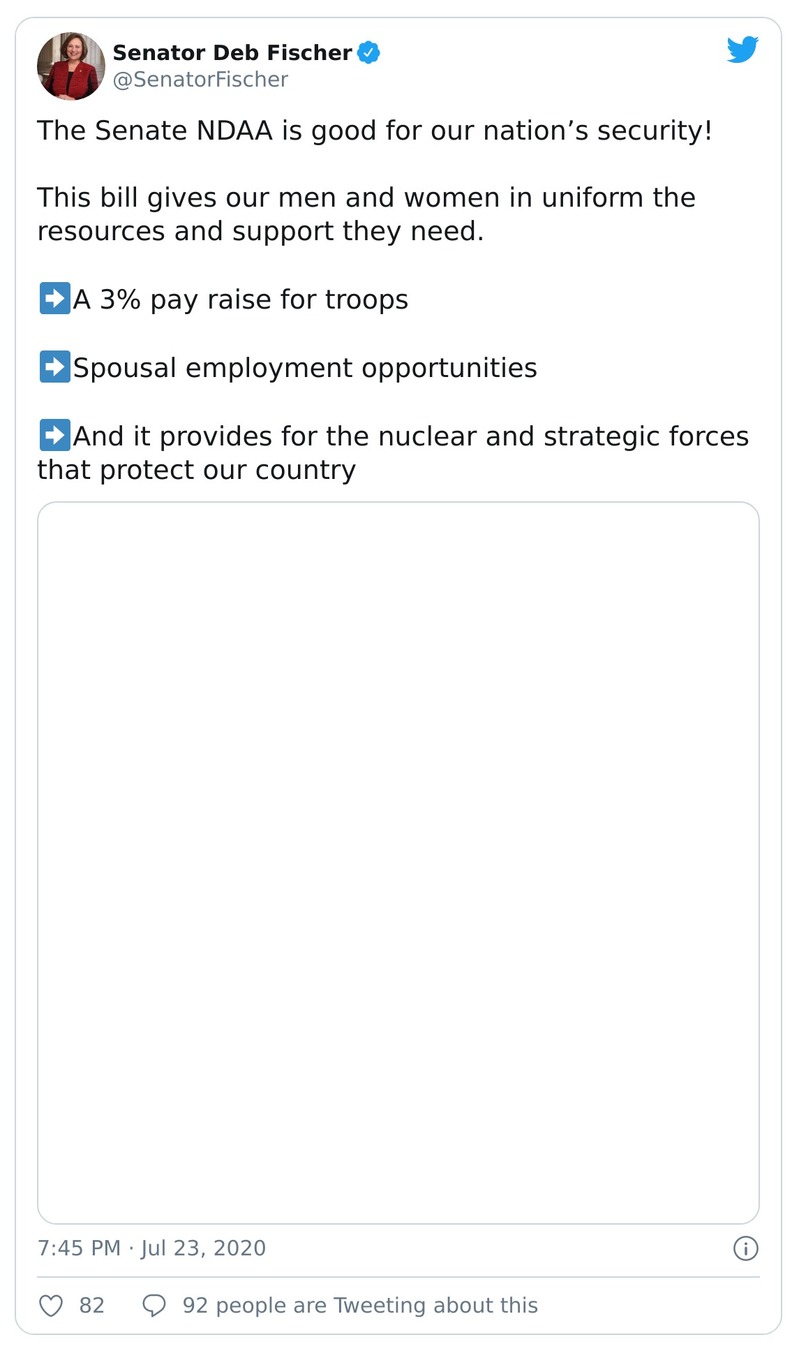 Senator Deb Fischer
@SenatorFischer
The Senate NDAA is good for our nation’s security!
This bill gives our men and women in uniform the
resources and support they need.
➡️A 3% pay raise for troops
➡️Spousal employment opportunities
➡️And it provides for the nuclear and strategic forces
that protect our country
7:45 PM · Jul 23, 2020
82
92 people are Tweeting about this